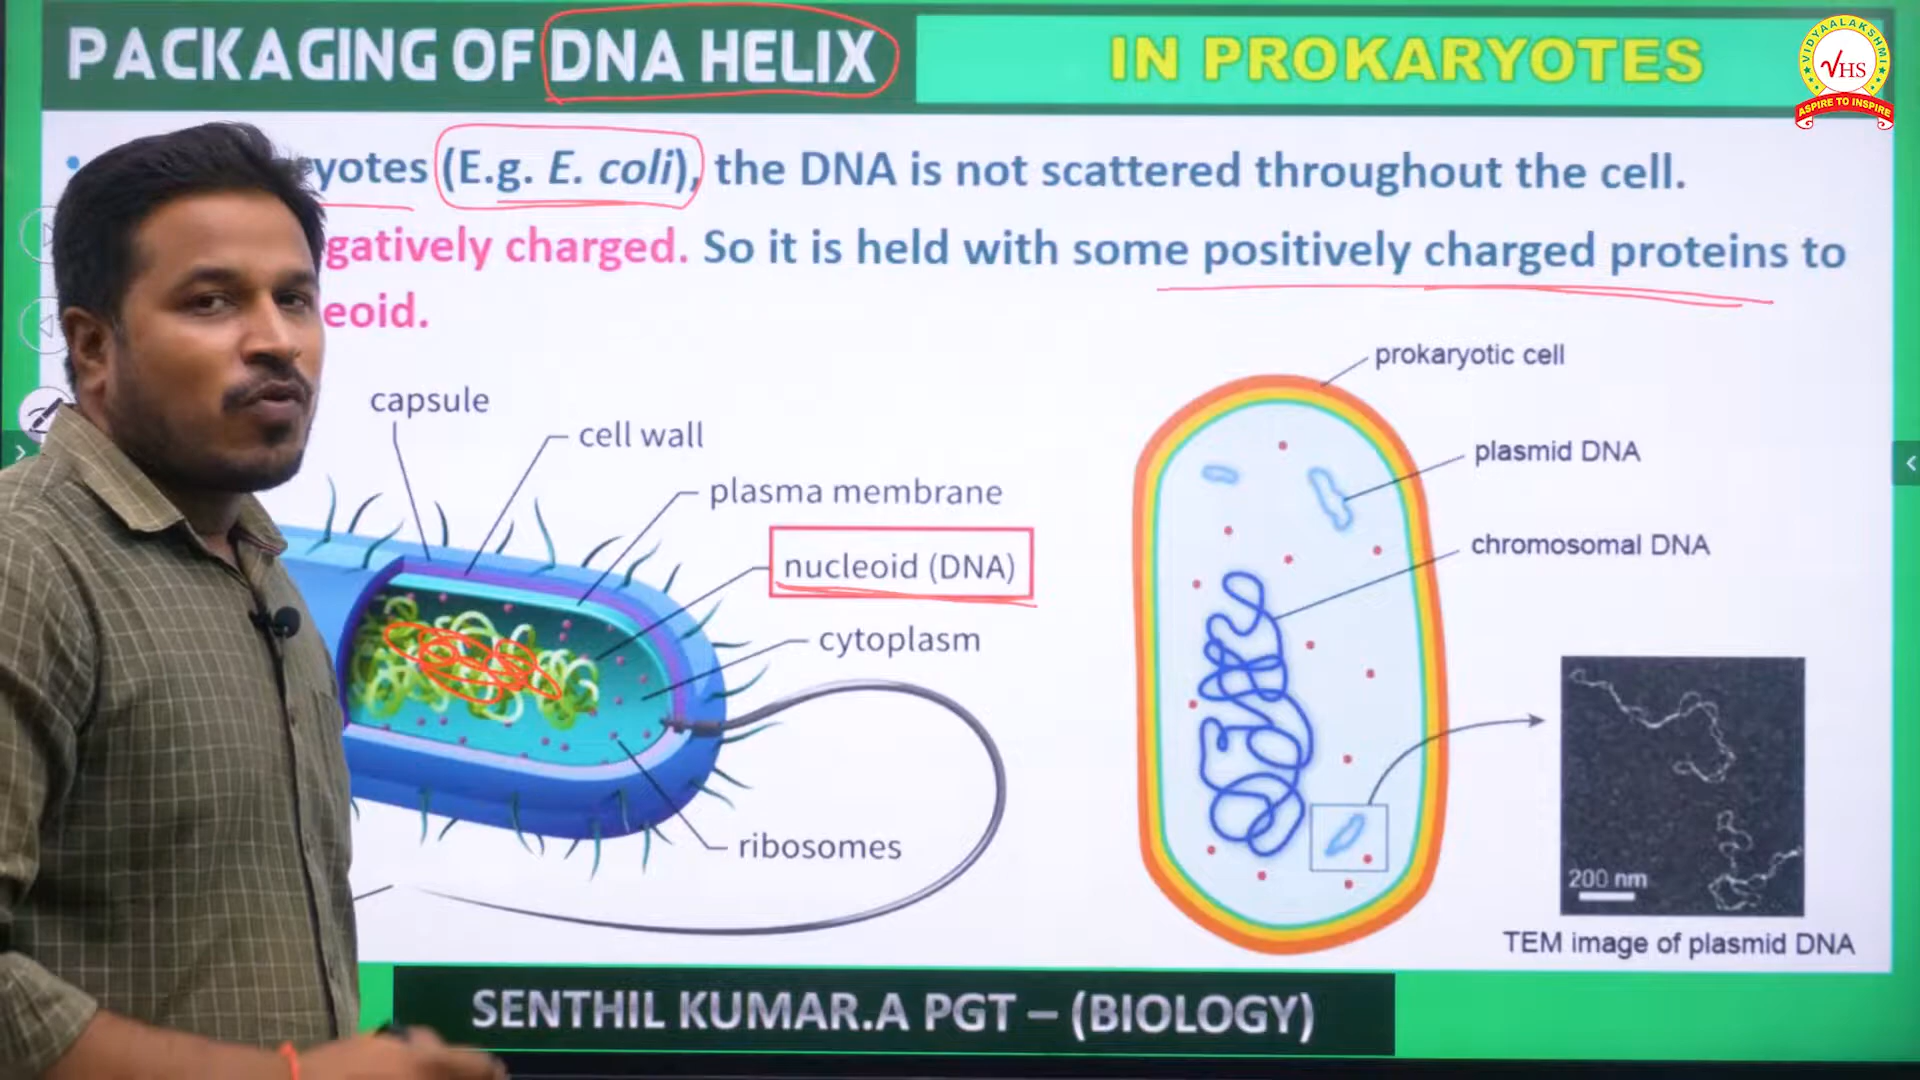 PACKAGING OF DNA HELIX
IN PROKARYOTES
VIDYAALAKSHMI
VHS
ASPIRE TO INSPIRE
yotes (E.g. E. coli), the DNA is not scattered throughout the cell.
gatively charged. So it is held with some positively charged proteins to
eoid.
capsule
cell wall
plasma membrane
nucleoid (DNA)
cytoplasm
ribosomes
prokaryotic cell
plasmid DNA
chromosomal DNA
200 nm
TEM image of plasmid DNA
SENTHIL KUMAR.A PGT – (BIOLOGY)